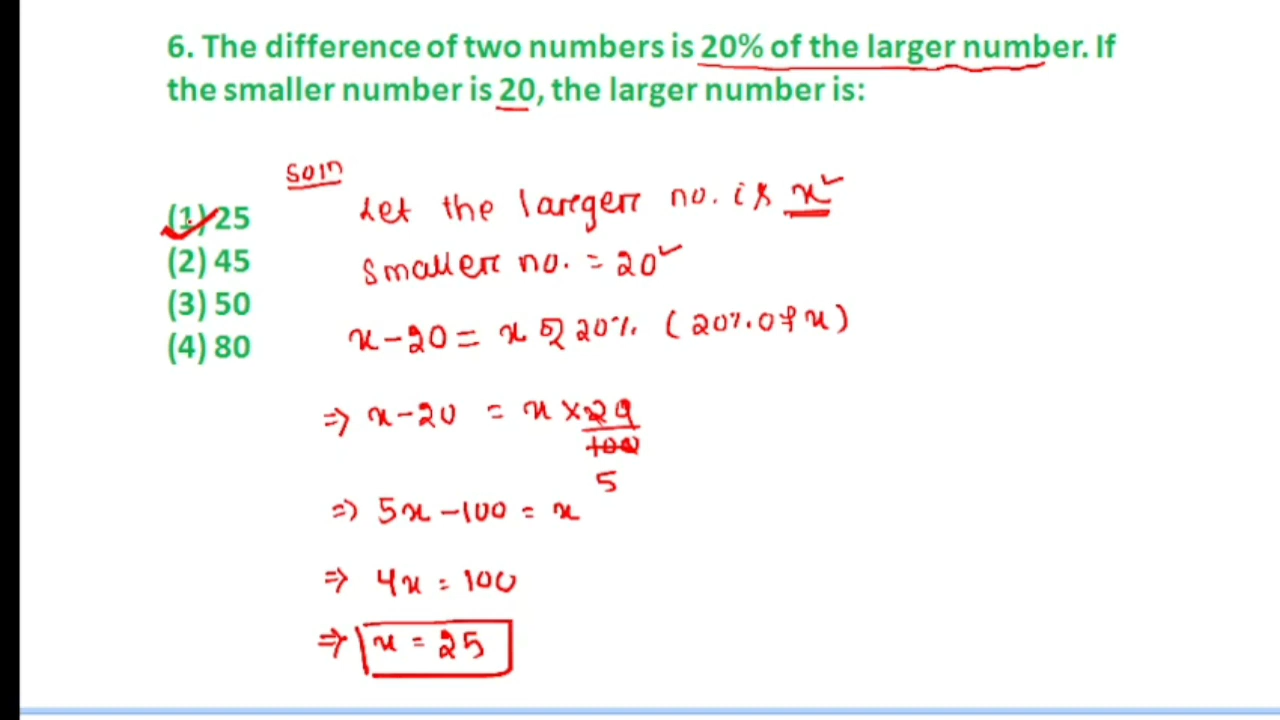 6. The difference of two numbers is 20% of the larger number. If
the smaller number is 20, the larger number is:
Soln
(1) 25
(2) 45
(3) 50
(4) 80
Let the larger no. is x
Smaller no. = 20
x - 20 = x 20% (20% of x)
⇒ x - 20 = x × 20
100
5
⇒ 5x - 100 = x
⇒ 4x = 100
⇒ x = 25